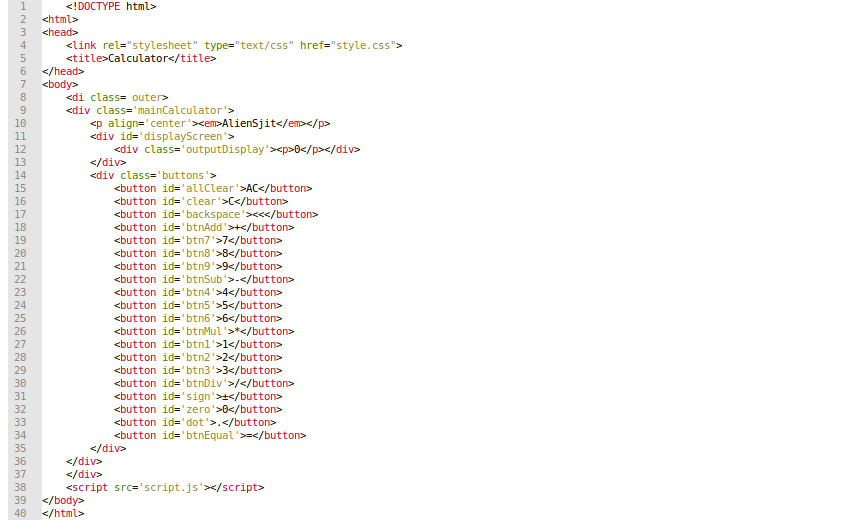 1 <!DOCTYPE html>
2 <html>
3 <head>
4 <link rel="stylesheet" type="text/css" href="style.css">
5 <title>Calculator</title>
6 </head>
7 <body>
8 <di class= outer>
9 <div class='mainCalculator'>
10 <p align='center'><em>AlienSjit</em></p>
11 <div id='displayScreen'>
12 <div class='outputDisplay'><p>0</p></div>
13 </div>
14 <div class='buttons'>
15 <button id='allClear'>AC</button>
16 <button id='clear'>C</button>
17 <button id='backspace'><<</button>
18 <button id='btnAdd'>+</button>
19 <button id='btn7'>7</button>
20 <button id='btn8'>8</button>
21 <button id='btn9'>9</button>
22 <button id='btnSub'>-</button>
23 <button id='btn4'>4</button>
24 <button id='btn5'>5</button>
25 <button id='btn6'>6</button>
26 <button id='btnMul'>*</button>
27 <button id='btn1'>1</button>
28 <button id='btn2'>2</button>
29 <button id='btn3'>3</button>
30 <button id='btnDiv'>/</button>
31 <button id='sign'>±</button>
32 <button id='zero'>0</button>
33 <button id='dot'>.</button>
34 <button id='btnEqual'>=</button>
35 </div>
36 </div>
37 </div>
38 <script src='script.js'></script>
39 </body>
40 </html>